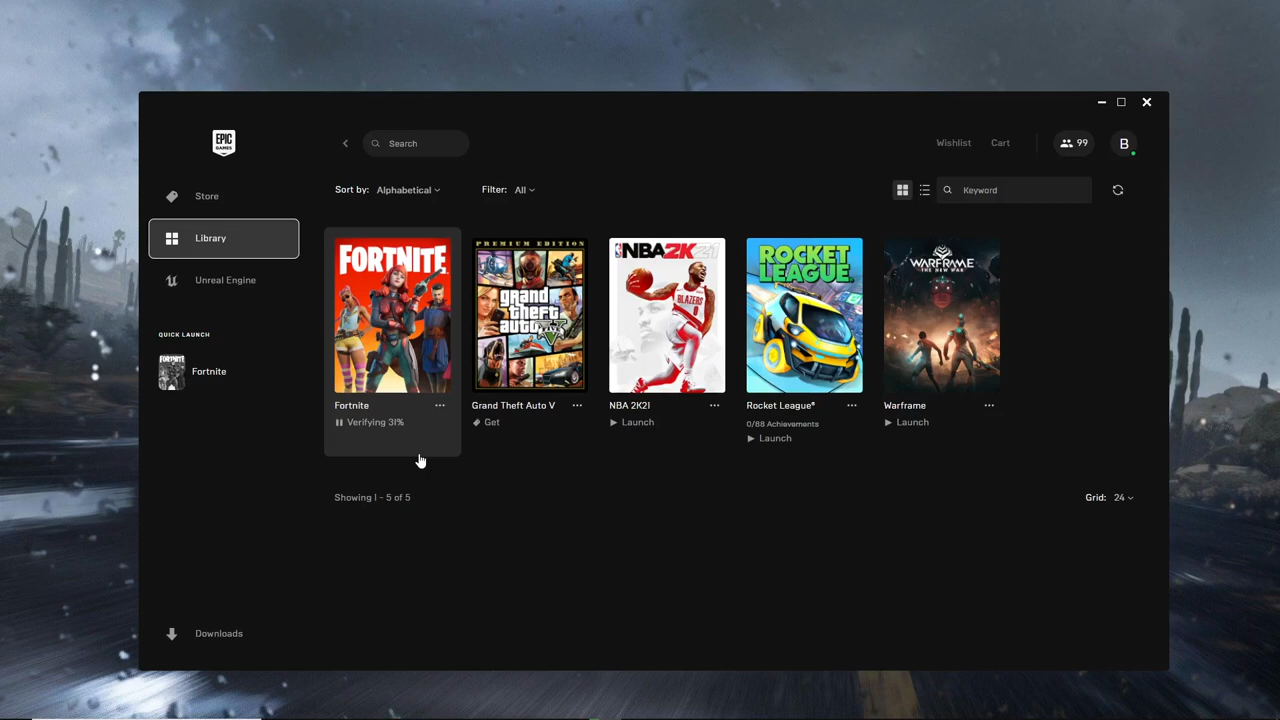 EPIC
GAMES
Search
Wishlist
Cart
99
B
Store
Library
Unreal Engine
QUICK LAUNCH
FORTNITE
Fortnite
Downloads
Sort by: Alphabetical
Filter: All
Keyword
FORTNITE
Fortnite
Verifying 31%
PREMIUM EDITION
grand
theft
auto V
Grand Theft Auto V
Get
NBA2K21
BLAZERS
0
NBA 2K21
Launch
ROCKET
LEAGUE
Rocket League®
0/88 Achievements
Launch
WARFRAME
THE NEW WAR
Warframe
Launch
Showing 1 - 5 of 5
Grid: 24